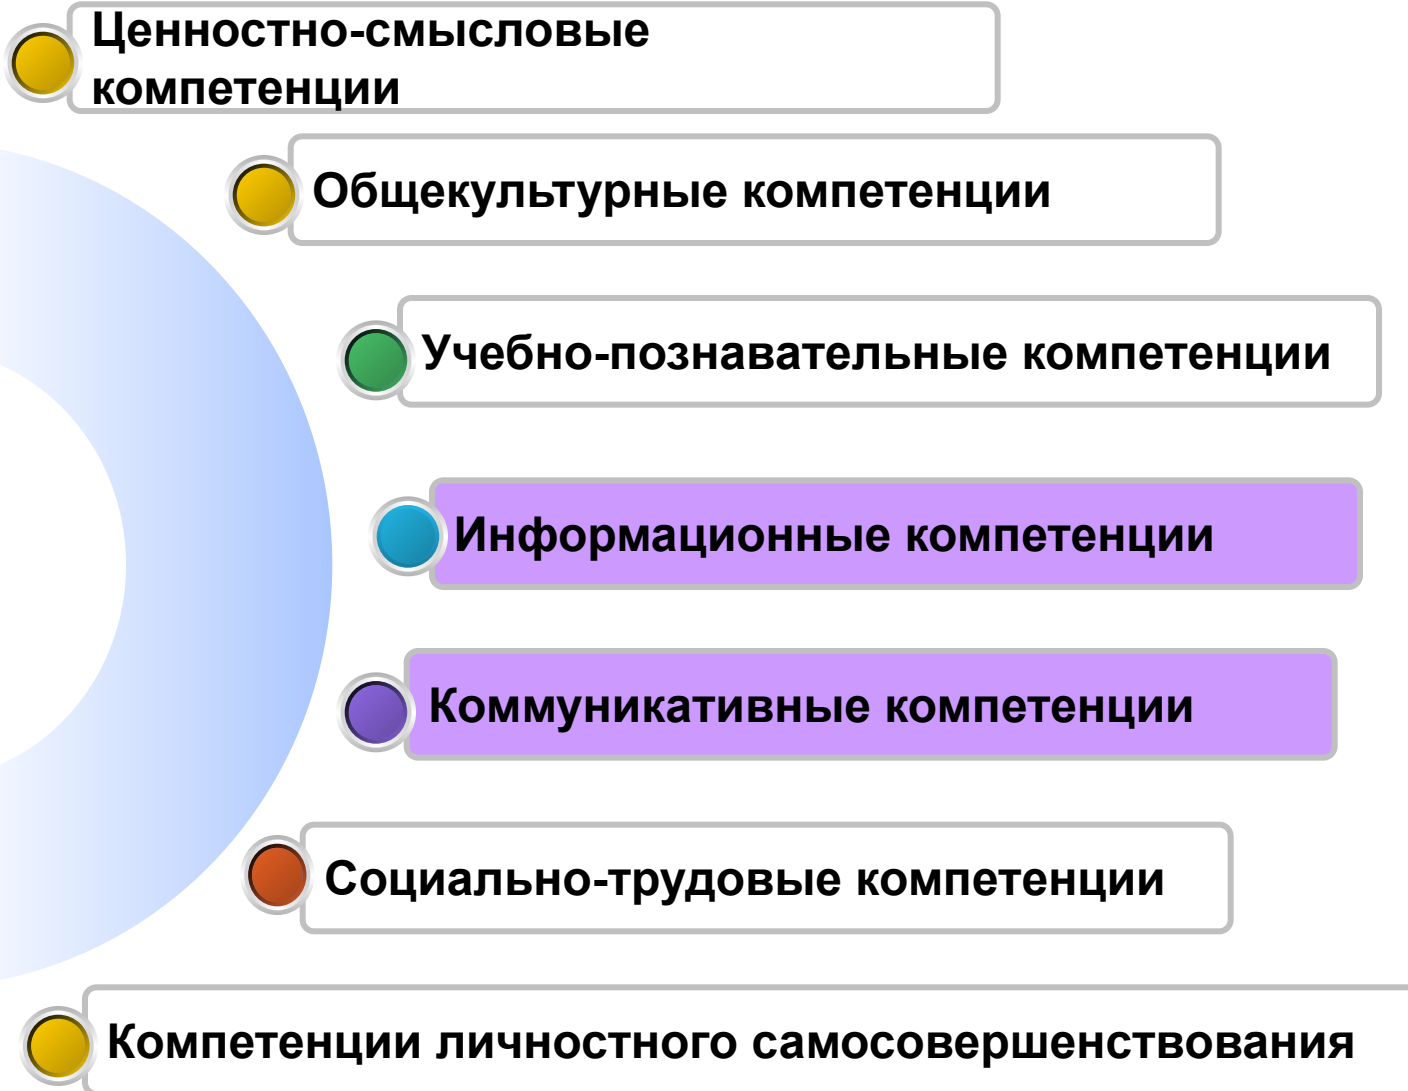 Ценностно-смысловые
компетенции
Общекультурные компетенции
Учебно-познавательные компетенции
Информационные компетенции
Коммуникативные компетенции
Социально-трудовые компетенции
Компетенции личностного самосовершенствования